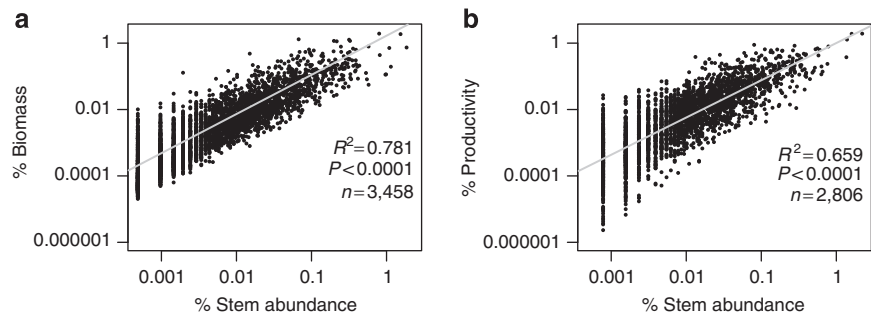 a
% Biomass
1
0.01
0.0001
0.000001
R²=0.781
P<0.0001
n=3,458
0.001
0.01
0.1
1
% Stem abundance
b
% Productivity
1
0.01
0.0001
0.000001
R²=0.659
P<0.0001
n=2,806
0.001
0.01
0.1
1
% Stem abundance